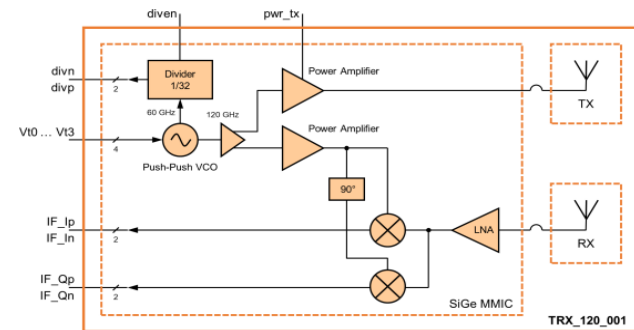 diven
pwr_tx
divn
divp
2
Divider
1/32
60 GHz
120 GHz
Power Amplifier
TX
Vt0 ... Vt3
4
Push-Push VCO
Power Amplifier
90°
IF_Ip
IF_In
2
LNA
RX
IF_Qp
IF_Qn
2
SiGe MMIC
TRX_120_001